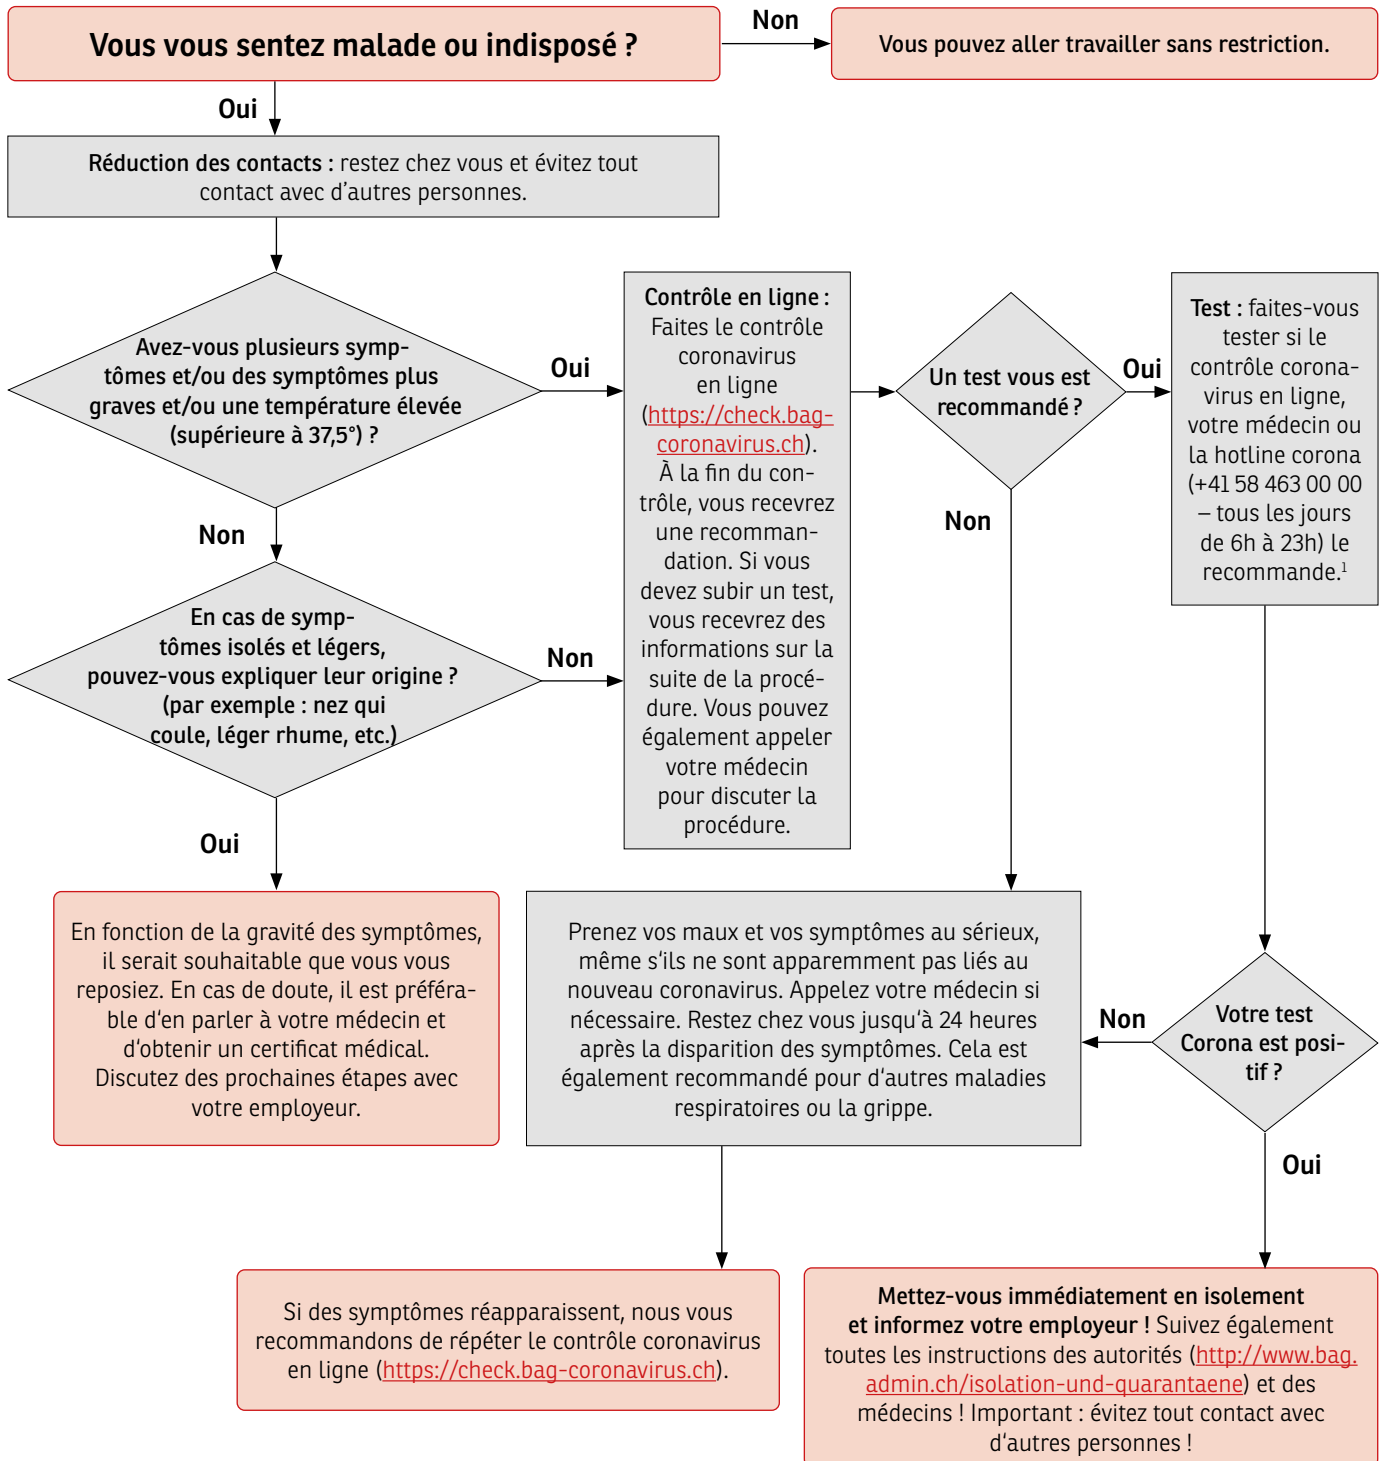 Vous vous sentez malade ou indisposé ?
Non
Vous pouvez aller travailler sans restriction.
Oui
Réduction des contacts : restez chez vous et évitez tout
contact avec d’autres personnes.
Avez-vous plusieurs symp-
tômes et/ou des symptômes plus
graves et/ou une température élevée
(supérieure à 37,5°) ?
Oui
Contrôle en ligne :
Faites le contrôle
coronavirus
en ligne
(https://check.bag-
coronavirus.ch).
À la fin du con-
trôle, vous recevrez
une recomman-
dation. Si vous
devez subir un test,
vous recevrez des
informations sur la
suite de la procé-
dure. Vous pouvez
également appeler
votre médecin
pour discuter la
procédure.
Un test vous est
recommandé ?
Oui
Test : faites-vous
tester si le
contrôle corona-
virus en ligne,
votre médecin ou
la hotline corona
(+41 58 463 00 00
– tous les jours
de 6h à 23h) le
recommande.1
Non
Non
En cas de symp-
tômes isolés et légers,
pouvez-vous expliquer leur origine ?
(par exemple : nez qui
coule, léger rhume, etc.)
Non
Oui
En fonction de la gravité des symptômes,
il serait souhaitable que vous vous
reposiez. En cas de doute, il est préféra-
ble d‘en parler à votre médecin et
d‘obtenir un certificat médical.
Discutez des prochaines étapes avec
votre employeur.
Prenez vos maux et vos symptômes au sérieux,
même s‘ils ne sont apparemment pas liés au
nouveau coronavirus. Appelez votre médecin si
nécessaire. Restez chez vous jusqu‘à 24 heures
après la disparition des symptômes. Cela est
également recommandé pour d‘autres maladies
respiratoires ou la grippe.
Non
Votre test
Corona est posi-
tif ?
Oui
Si des symptômes réapparaissent, nous vous
recommandons de répéter le contrôle coronavirus
en ligne (https://check.bag-coronavirus.ch).
Mettez-vous immédiatement en isolement
et informez votre employeur ! Suivez également
toutes les instructions des autorités (http://www.bag.
admin.ch/isolation-und-quarantaene) et des
médecins ! Important : évitez tout contact avec
d‘autres personnes !